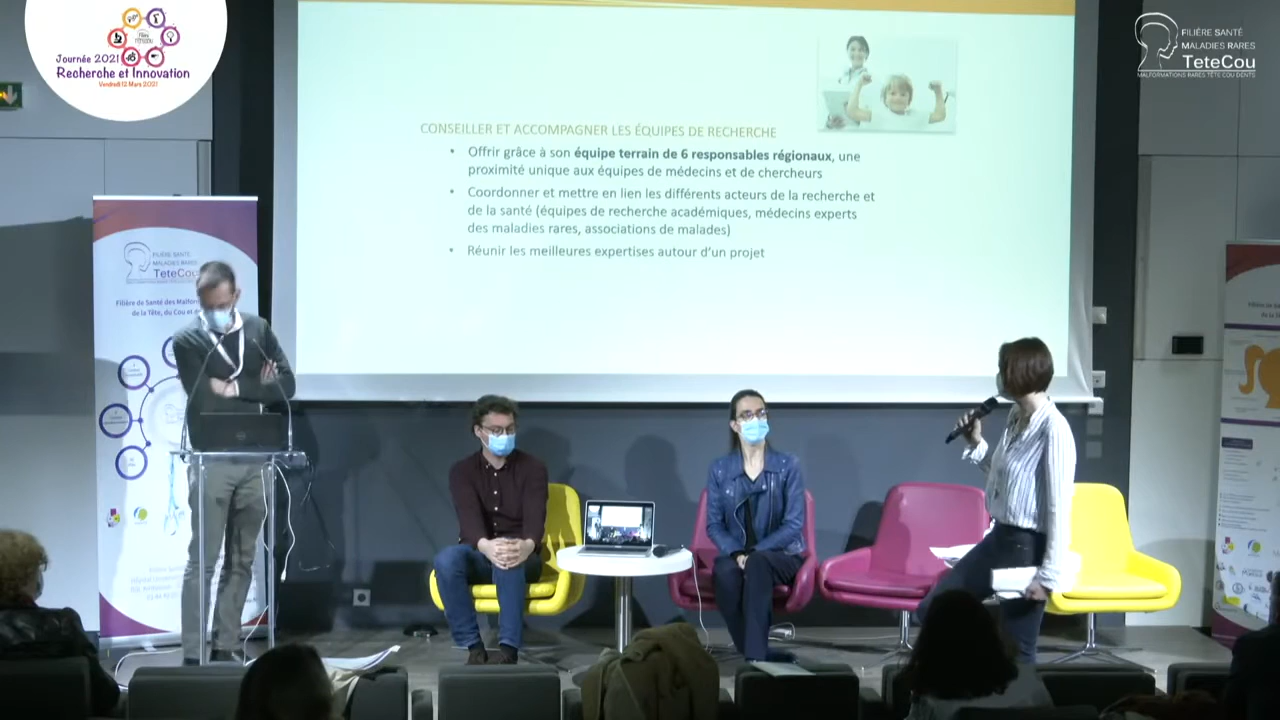 Journée 2021
Recherche et Innovation
Vendredi 12 Mars 2021
FILIÈRE SANTÉ
MALADIES RARES
TeteCou
MALFORMATIONS RARES TÊTE COU DENTS
CONSEILLER ET ACCOMPAGNER LES ÉQUIPES DE RECHERCHE
• Offrir grâce à son équipe terrain de 6 responsables régionaux, une
proximité unique aux équipes de médecins et de chercheurs
• Coordonner et mettre en lien les différents acteurs de la recherche et
de la santé (équipes de recherche académiques, médecins experts
des maladies rares, associations de malades)
• Réunir les meilleures expertises autour d'un projet
FILIÈRE SANTÉ
MALADIES RARES
TeteCou
Filière de Santé des
de la Tête, du Cou et